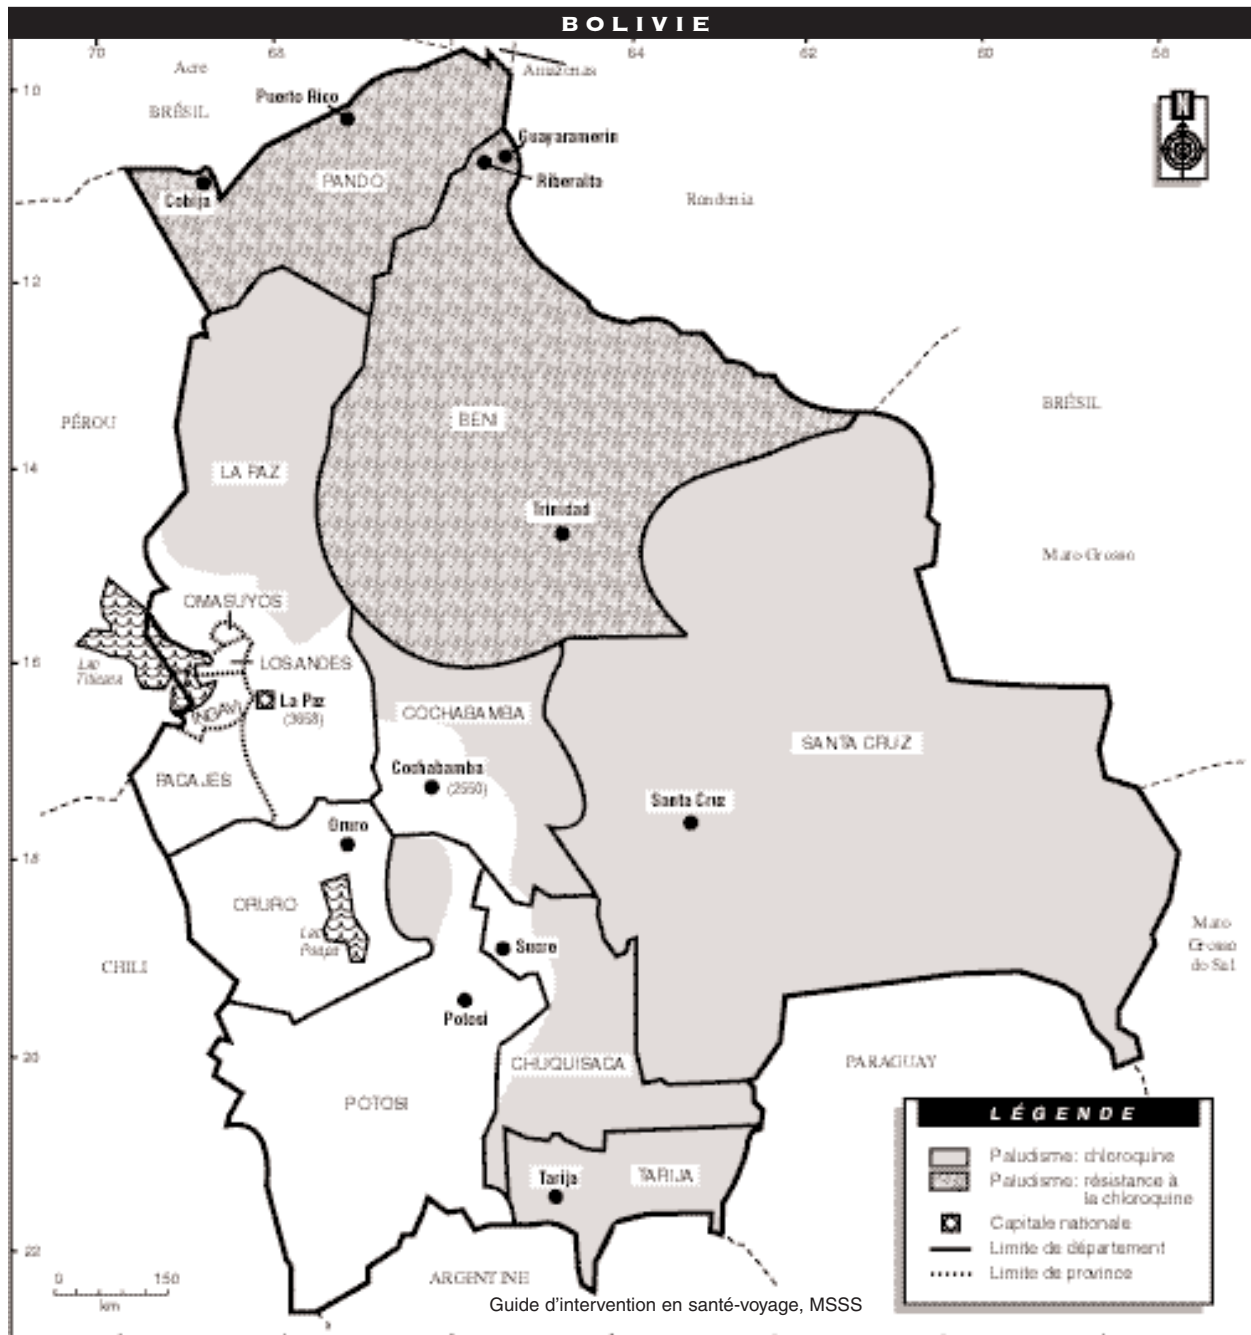 BOLIVIE
70
68
64
62
60
58
Acre
Amazonas
10
Puerto Rico
BRÉSIL
N
Guayaramerin
PANDO
Riberalta
Cobija
Rondonia
12
PÉROU
BENI
BRÉSIL
14
LA PAZ
Trinidad
Mato Grosso
OMASUYOS
16
LOS ANDES
Lac
Titicaca
La Paz
(3658)
INGAVI
COCHABAMBA
SANTA CRUZ
PACAJES
Cochabamba
(2550)
Santa Cruz
Oruro
18
ORURO
Lac
Poopo
Sucre
Mato
Grosso
do Sul
CHILI
Potosi
20
CHUQUISACA
PARAGUAY
POTOSI
LÉGENDE
Paludisme: chloroquine
Paludisme: résistance à
la chloroquine
Capitale nationale
Limite de département
Limite de province
Tarija
TARIJA
22
0 150
km
ARGENTINE
Guide d'intervention en santé-voyage, MSSS